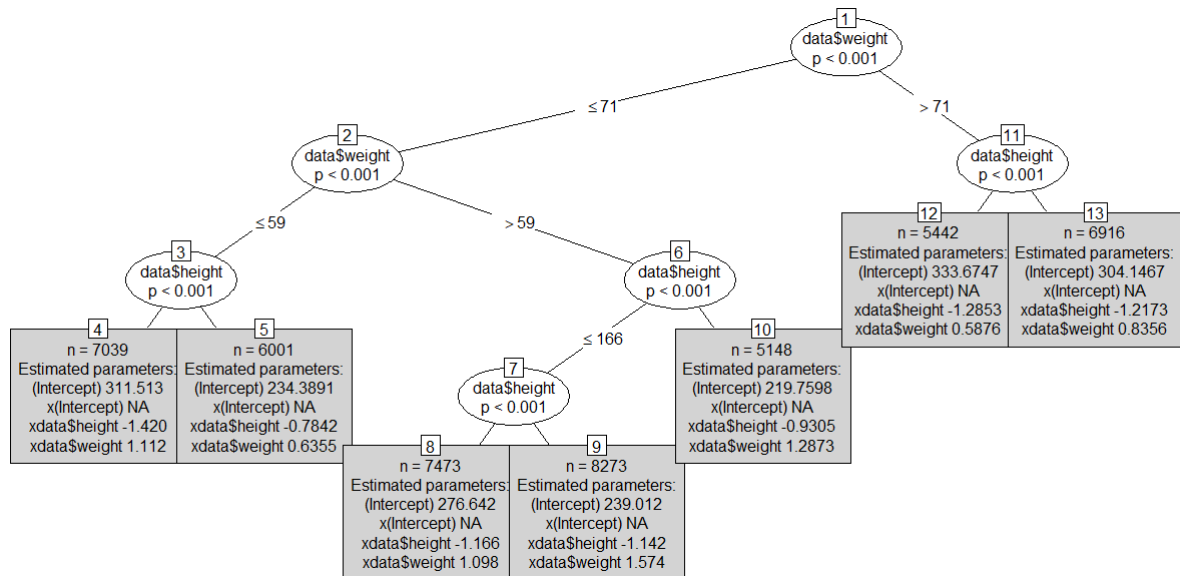 1
data$weight
p < 0.001
≤ 71
> 71
2
data$weight
p < 0.001
11
data$height
p < 0.001
≤ 59
> 59
3
data$height
p < 0.001
6
data$height
p < 0.001
12
n = 5442
Estimated parameters:
(Intercept) 333.6747
x(Intercept) NA
xdata$height -1.2853
xdata$weight 0.5876
13
n = 6916
Estimated parameters:
(Intercept) 304.1467
x(Intercept) NA
xdata$height -1.2173
xdata$weight 0.8356
4
n = 7039
Estimated parameters:
(Intercept) 311.513
x(Intercept) NA
xdata$height -1.420
xdata$weight 1.112
5
n = 6001
Estimated parameters:
(Intercept) 234.3891
x(Intercept) NA
xdata$height -0.7842
xdata$weight 0.6355
≤ 166
7
data$height
p < 0.001
10
n = 5148
Estimated parameters:
(Intercept) 219.7598
x(Intercept) NA
xdata$height -0.9305
xdata$weight 1.2873
8
n = 7473
Estimated parameters:
(Intercept) 276.642
x(Intercept) NA
xdata$height -1.166
xdata$weight 1.098
9
n = 8273
Estimated parameters:
(Intercept) 239.012
x(Intercept) NA
xdata$height -1.142
xdata$weight 1.574